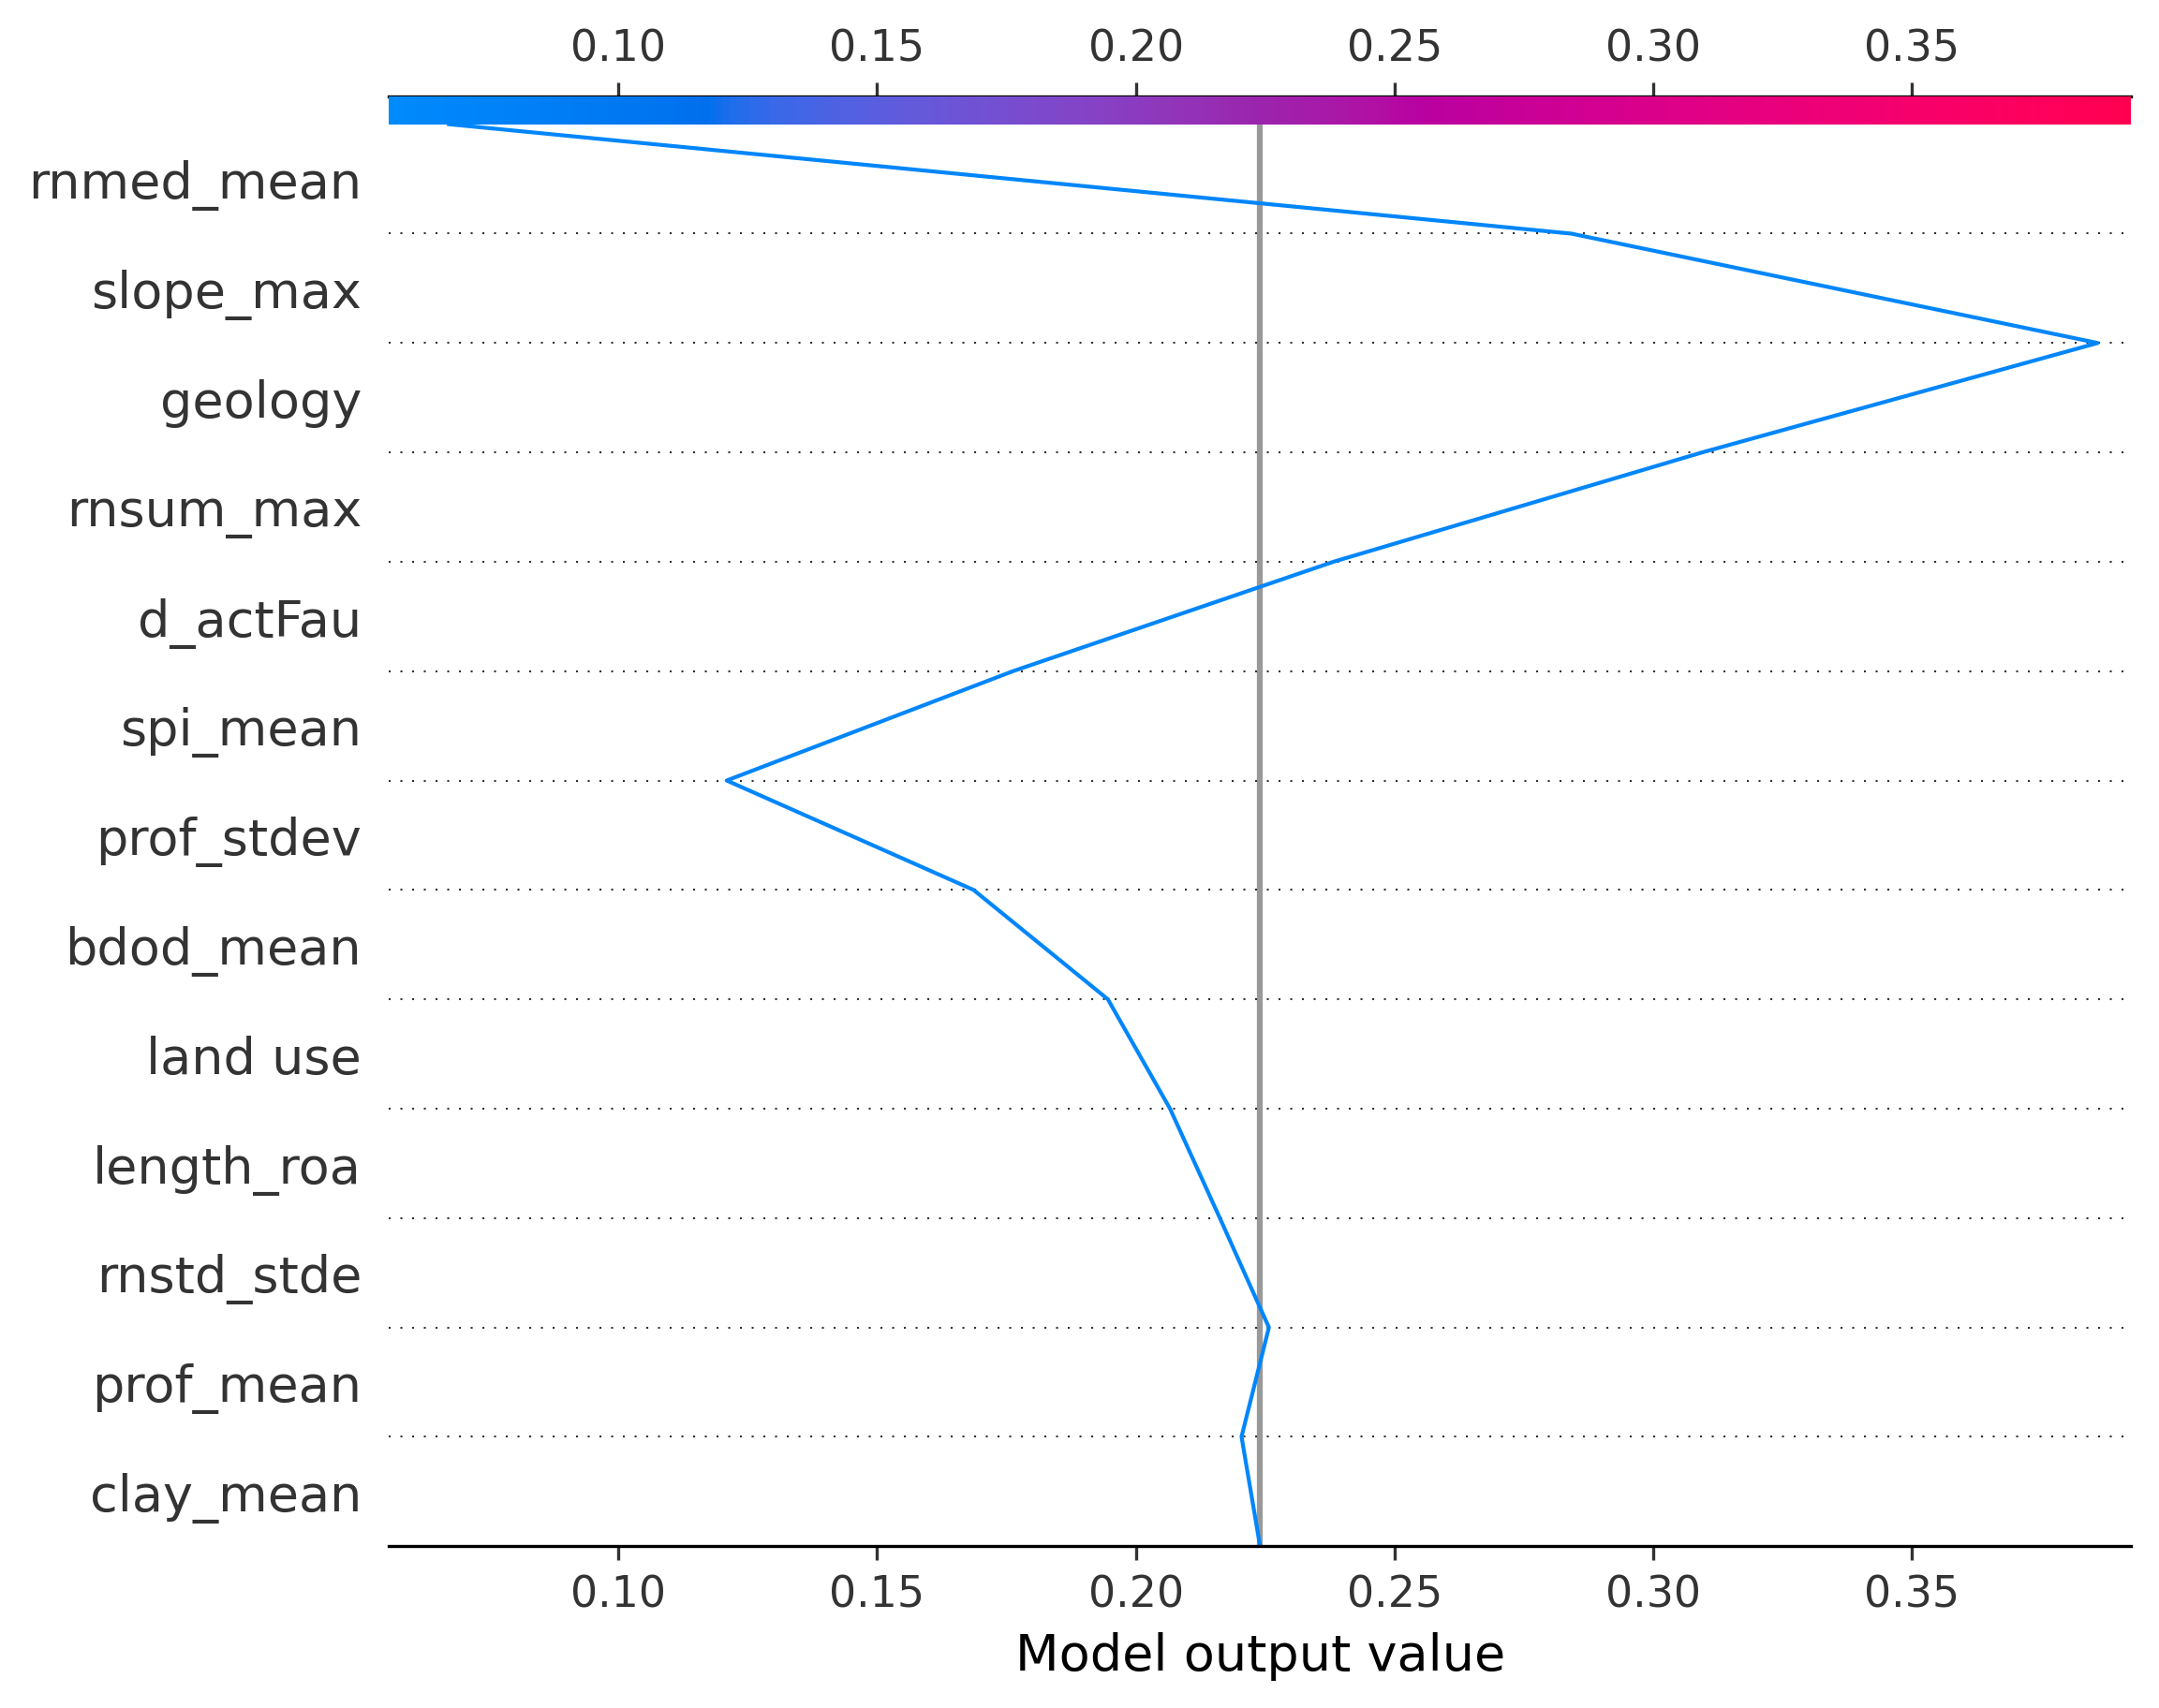 0.10 0.15 0.20 0.25 0.30 0.35
rnmed_mean
slope_max
geology
rnsum_max
d_actFau
spi_mean
prof_stdev
bdod_mean
land use
length_roa
rnstd_stde
prof_mean
clay_mean
0.10 0.15 0.20 0.25 0.30 0.35
Model output value